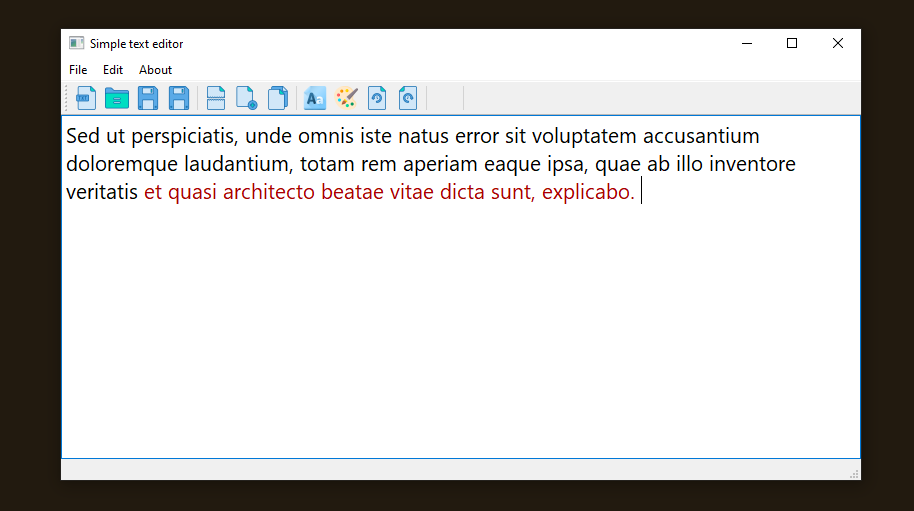 Simple text editor
File Edit About
Sed ut perspiciatis, unde omnis iste natus error sit voluptatem accusantium
doloremque laudantium, totam rem aperiam eaque ipsa, quae ab illo inventore
veritatis et quasi architecto beatae vitae dicta sunt, explicabo.